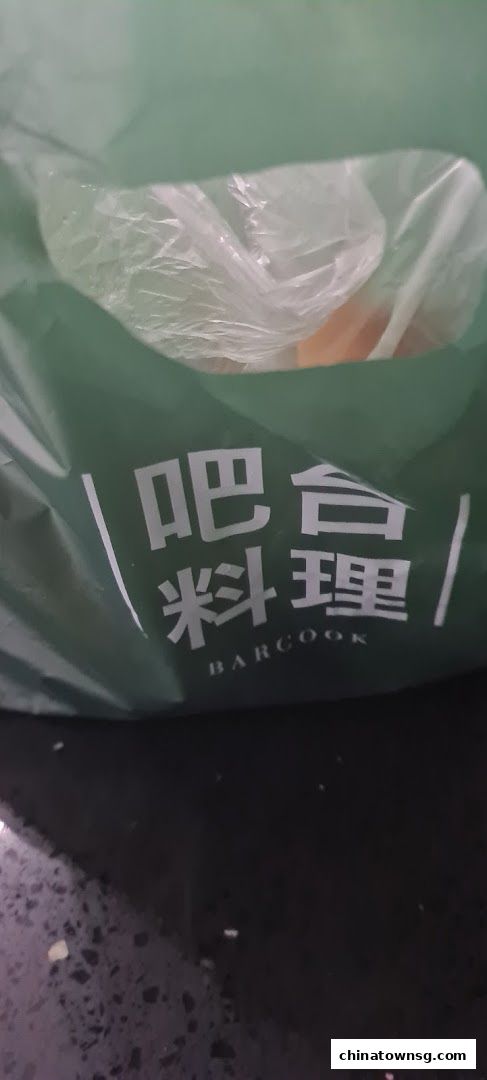 吧台
料理
BARCOOK
chinatownsg.com